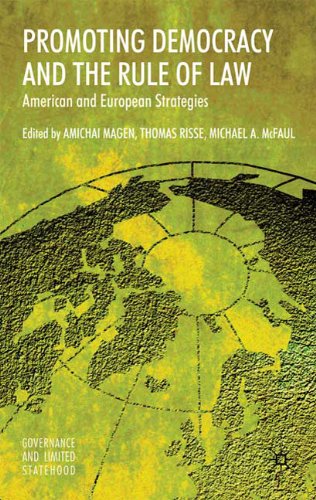 PROMOTING DEMOCRACY
AND THE RULE OF LAW
American and European Strategies
Edited by AMICHAI MAGEN, THOMAS RISSE, MICHAEL A. McFAUL
GOVERNANCE
AND LIMITED
STATEHOOD